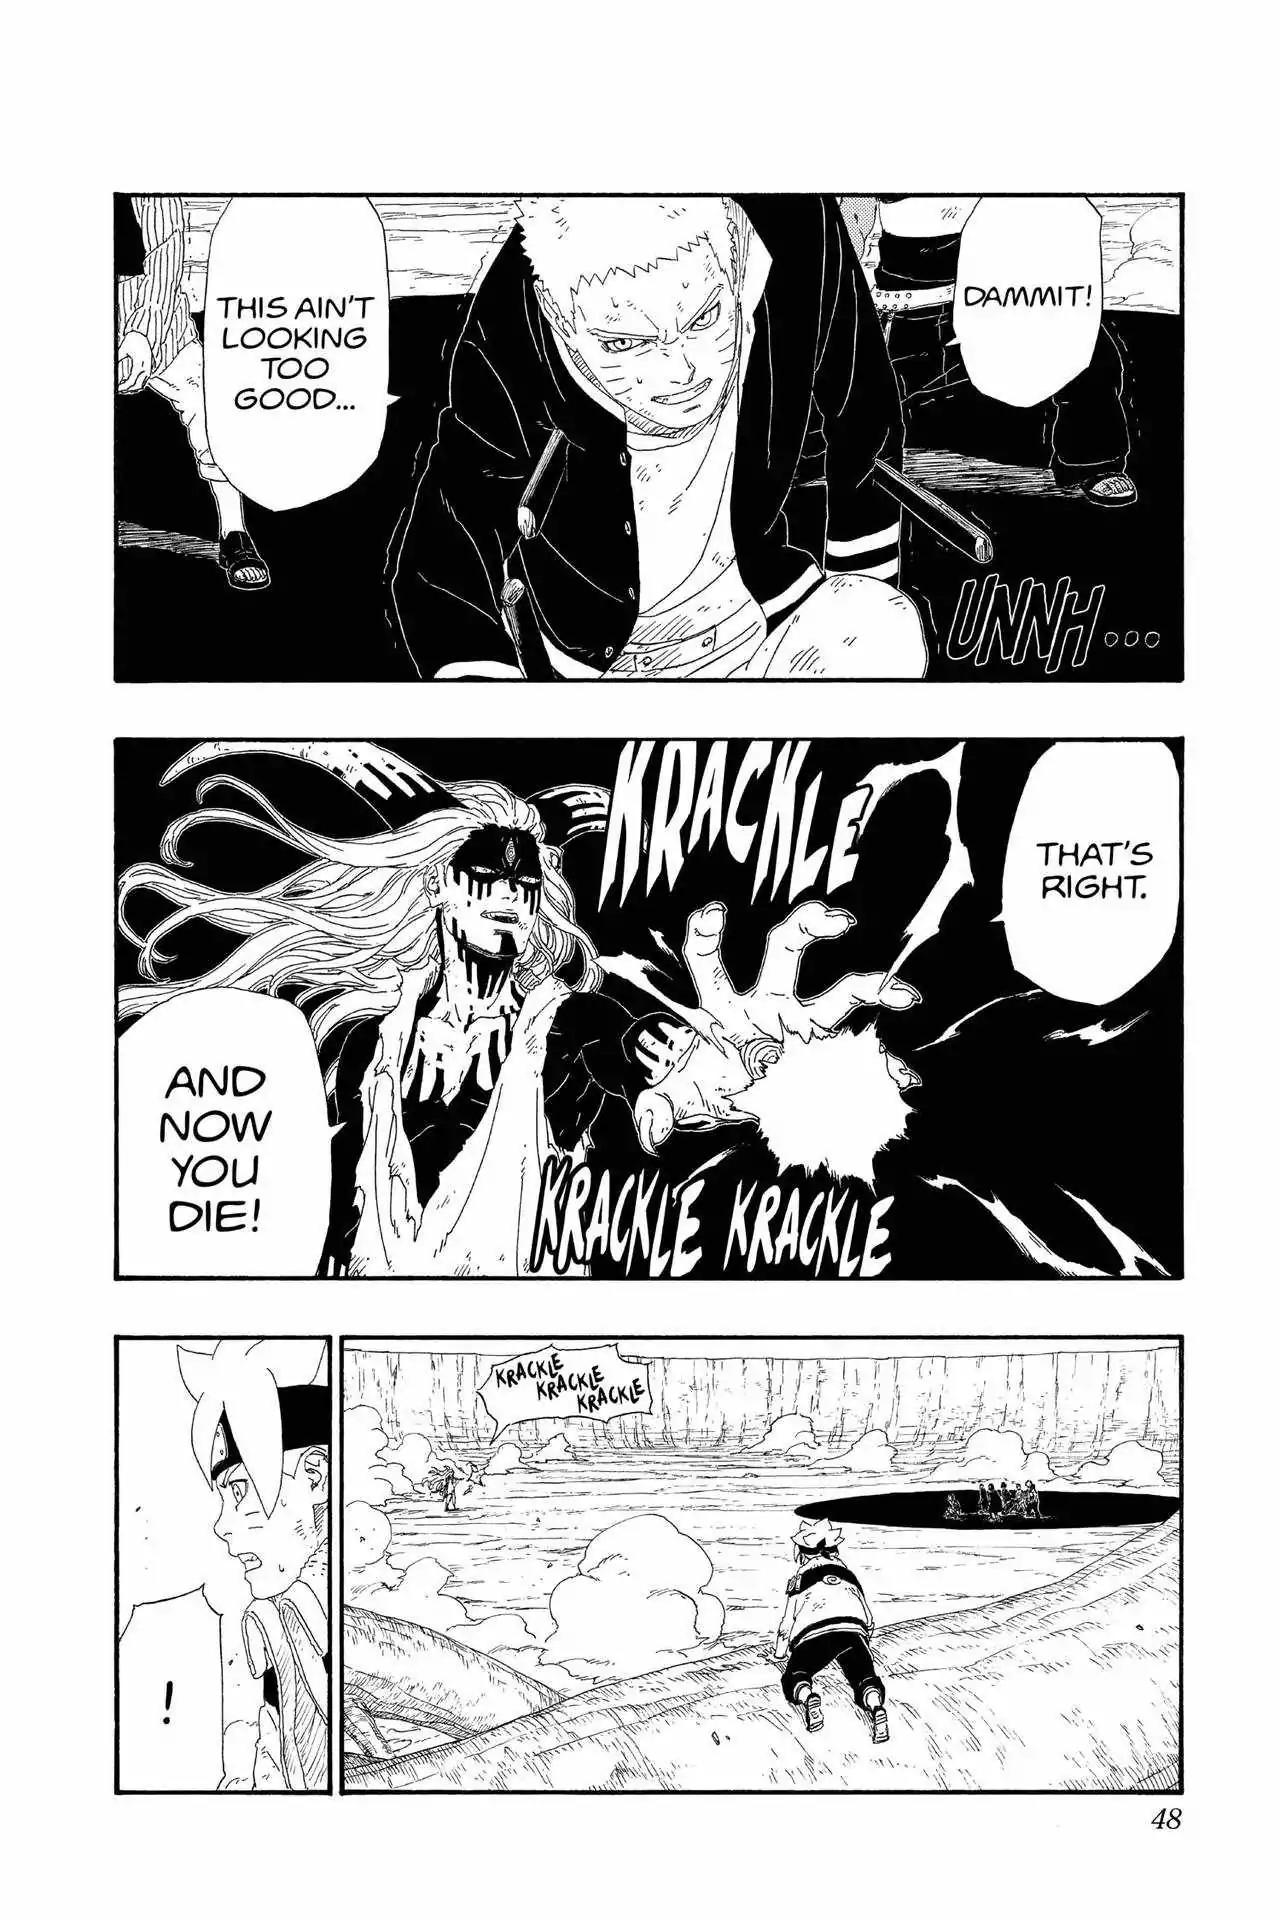 DAMMIT!
THIS AIN'T
LOOKING
TOO
GOOD...
UNNH...
THAT'S
RIGHT.
KRACKLE
AND
NOW
YOU
DIE!
KRACKLE KRACKLE
KRACKLE
KRACKLE
KRACKLE
!
48